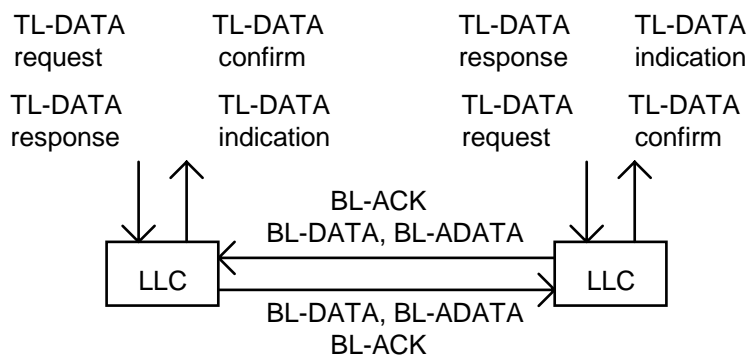 TL-DATA request
TL-DATA confirm
TL-DATA response
TL-DATA indication
TL-DATA response
TL-DATA indication
TL-DATA request
TL-DATA confirm
BL-ACK
BL-DATA, BL-ADATA
LLC
LLC
BL-DATA, BL-ADATA
BL-ACK